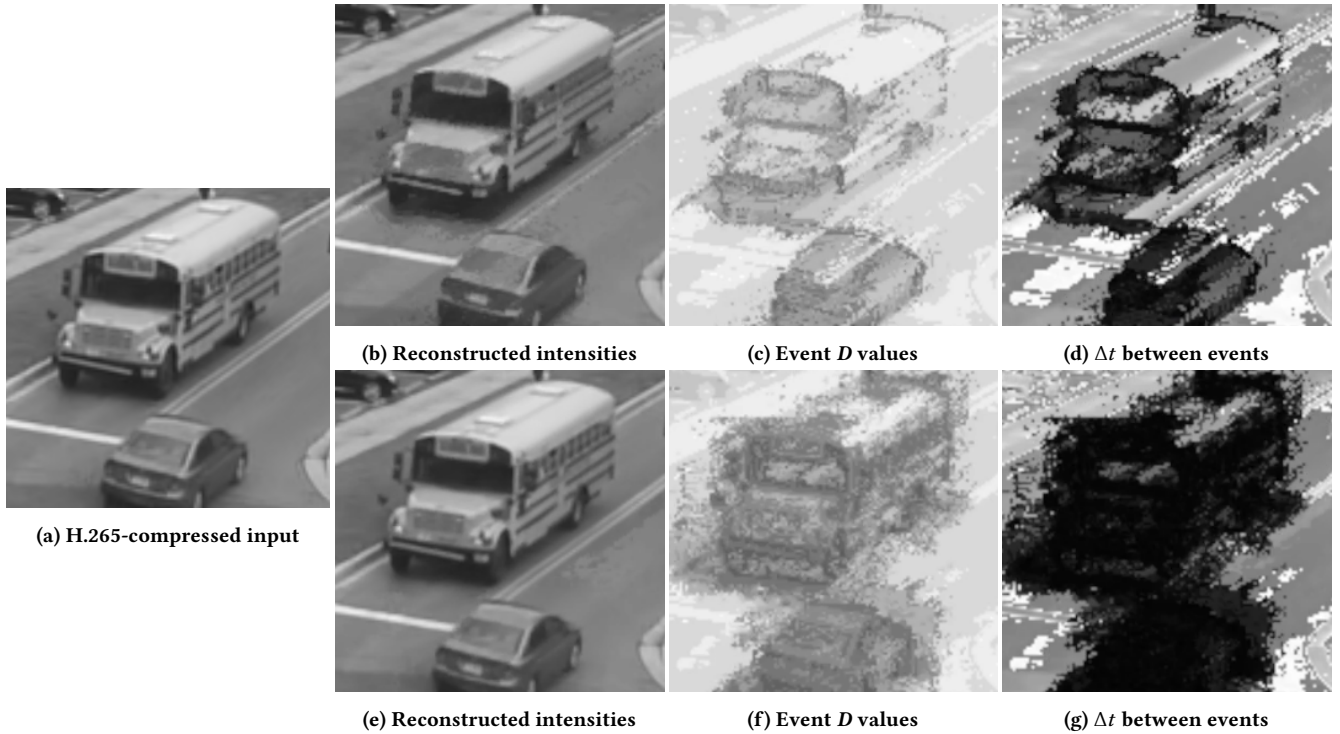 (b) Reconstructed intensities
(c) Event D values
(d) Δt between events
(a) H.265-compressed input
(e) Reconstructed intensities
(f) Event D values
(g) Δt between events